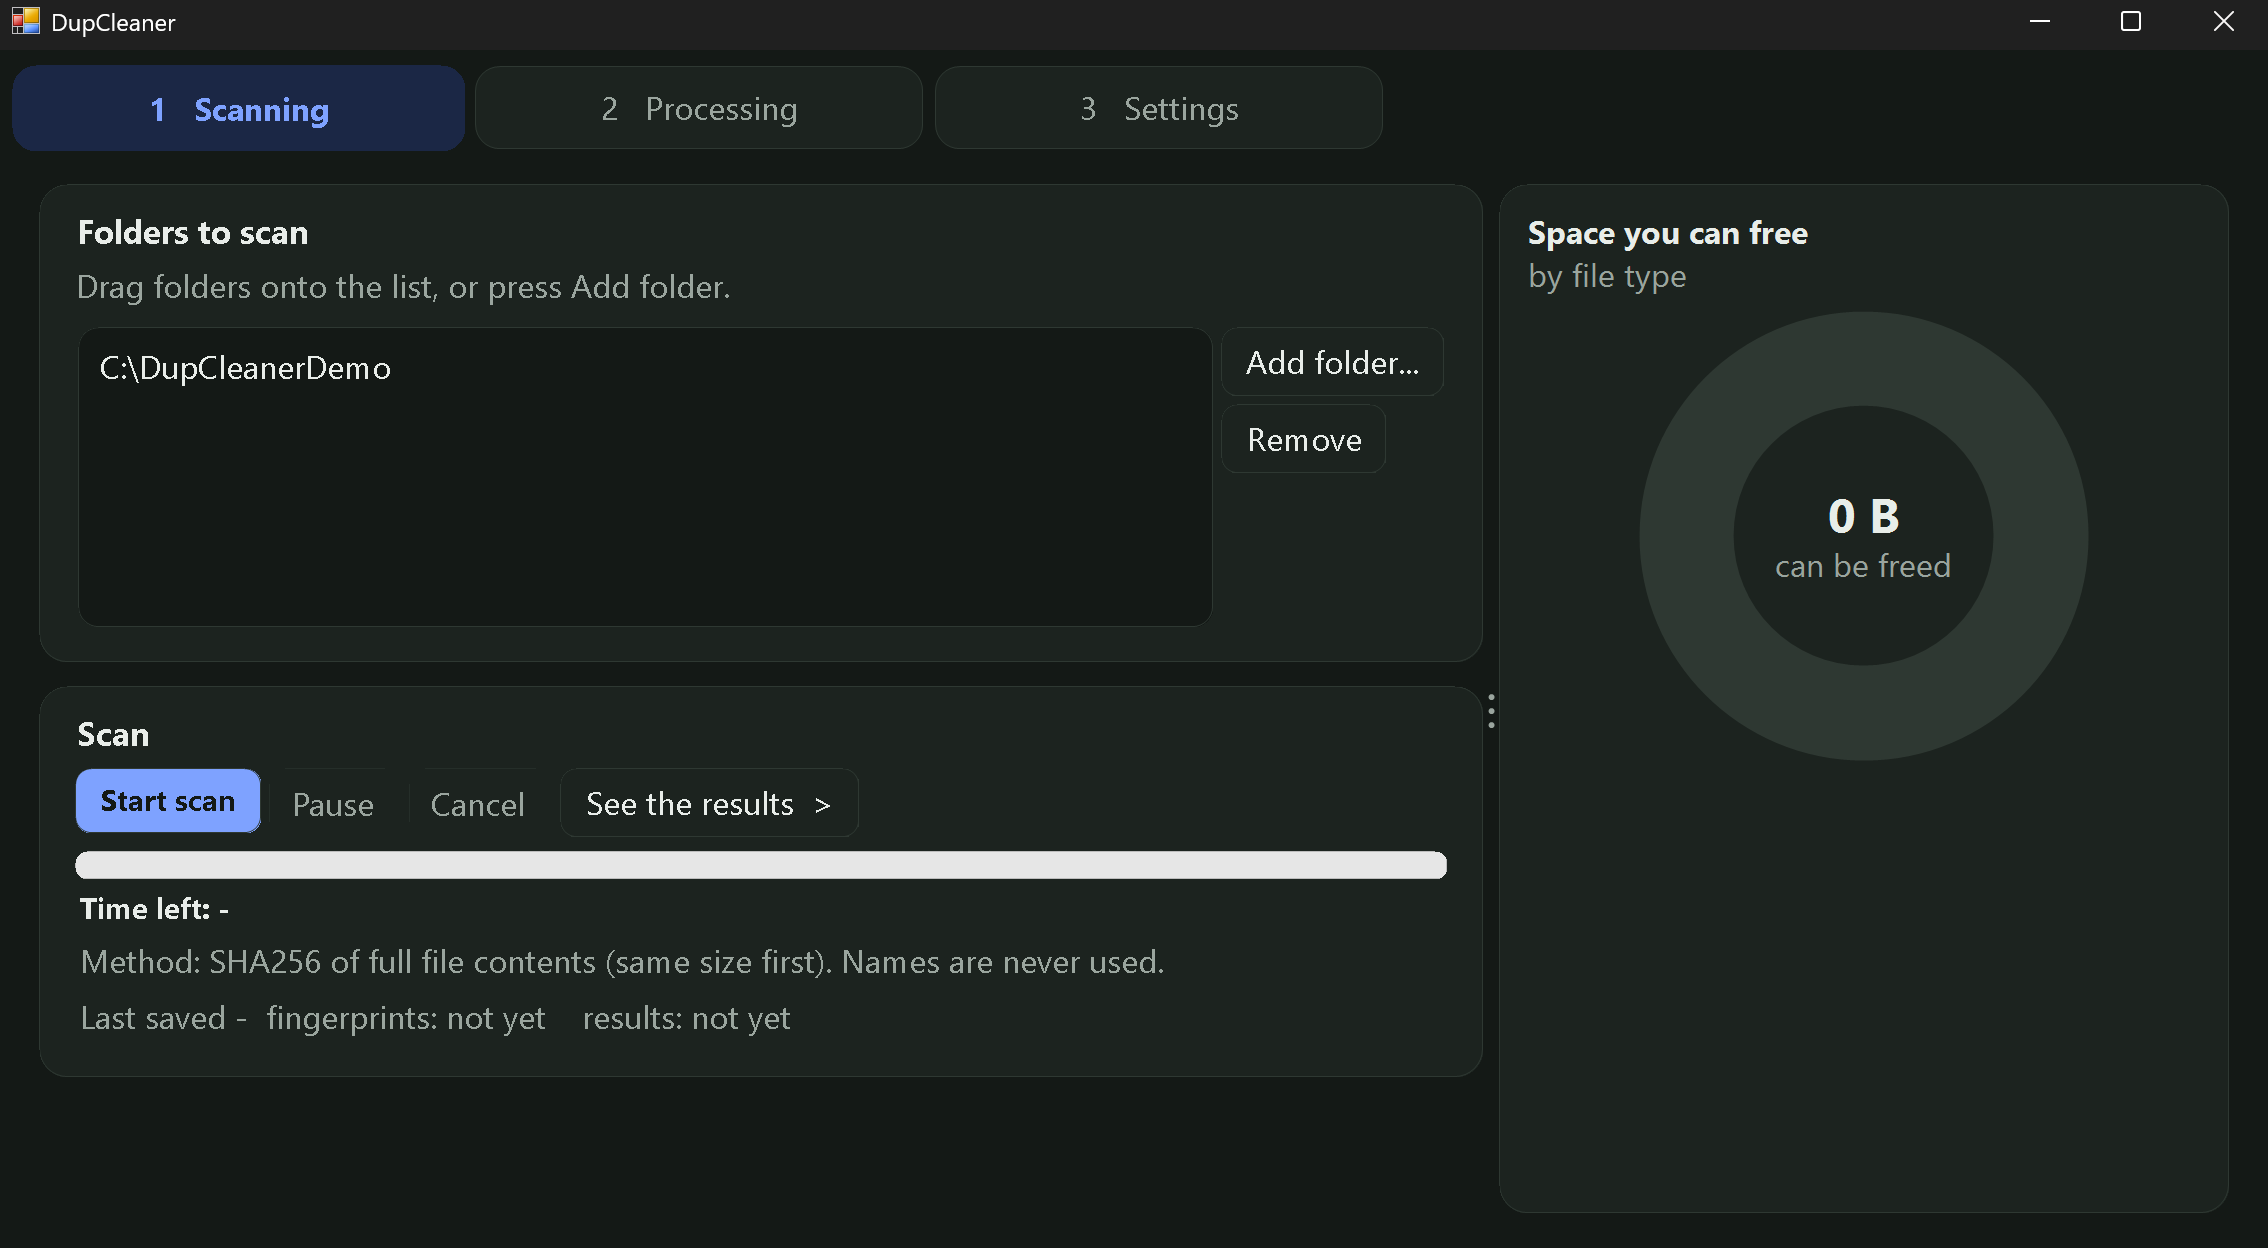 DupCleaner
1 Scanning
2 Processing
3 Settings
Folders to scan
Drag folders onto the list, or press Add folder.
C:\DupCleanerDemo
Add folder...
Remove
Scan
Start scan
Pause
Cancel
See the results >
Time left: -
Method: SHA256 of full file contents (same size first). Names are never used.
Last saved - fingerprints: not yet results: not yet
Space you can free
by file type
0 B
can be freed